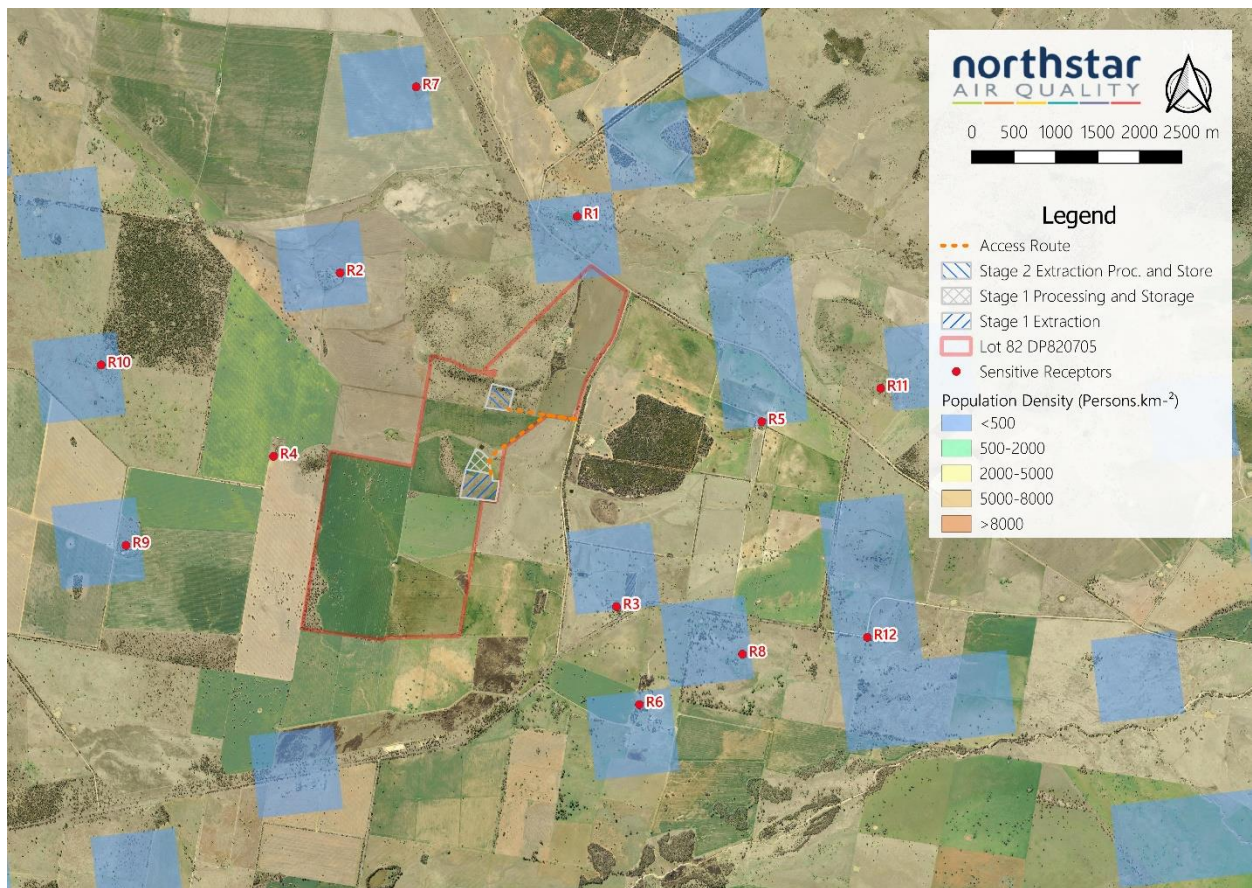 northstar
AIR QUALITY
0 500 1000 1500 2000 2500 m
Legend
Access Route
Stage 2 Extraction Proc. and Store
Stage 1 Processing and Storage
Stage 1 Extraction
Lot 82 DP820705
Sensitive Receptors
Population Density (Persons.km-²)
<500
500-2000
2000-5000
5000-8000
>8000
R7
R1
R2
R10
R11
R5
R4
R9
R3
R12
R8
R6